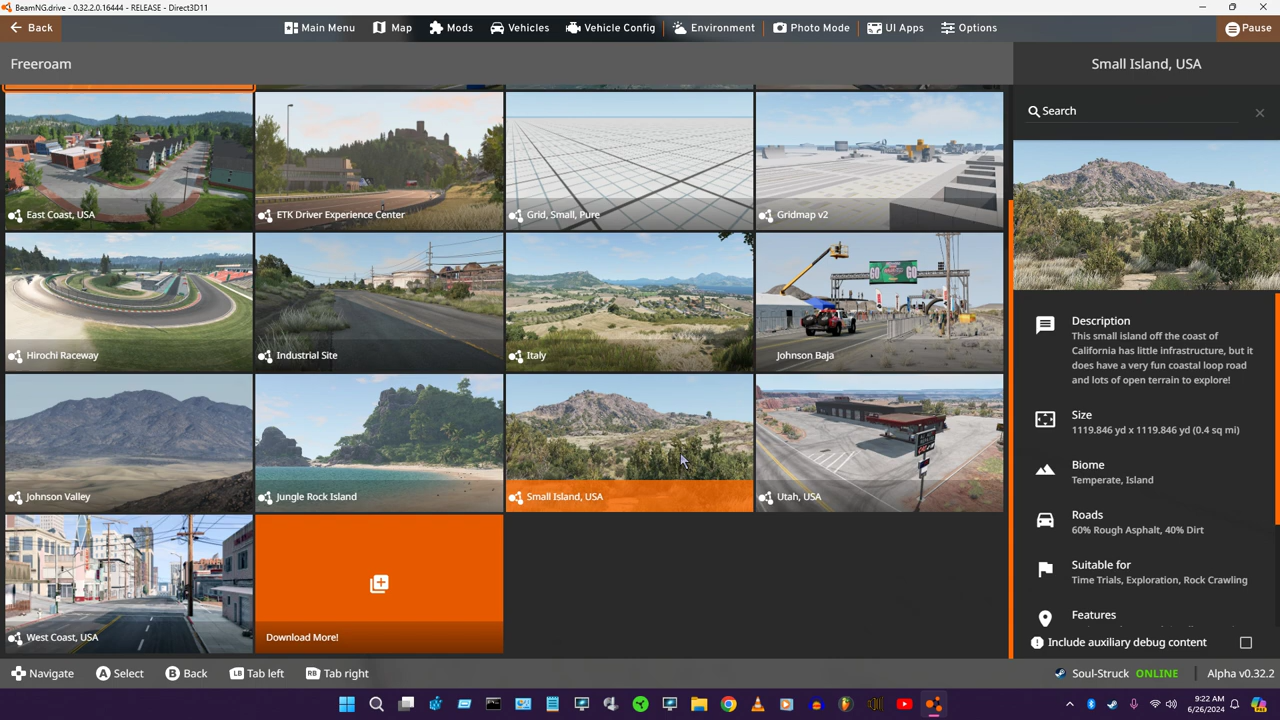 BeamNG.drive - 0.32.2.0.16444 - RELEASE - Direct3D11
Back
Main Menu
Map
Mods
Vehicles
Vehicle Config
Environment
Photo Mode
UI Apps
Options
Pause
Freeroam
Small Island, USA
Search
East Coast, USA
ETK Driver Experience Center
Grid, Small, Pure
Gridmap v2
Hirochi Raceway
Industrial Site
Italy
GO GO
Johnson Baja
Johnson Valley
Jungle Rock Island
Small Island, USA
Utah, USA
West Coast, USA
Download More!
Description
This small island off the coast of
California has little infrastructure, but it
does have a very fun coastal loop road
and lots of open terrain to explore!
Size
1119.846 yd x 1119.846 yd (0.4 sq mi)
Biome
Temperate, Island
Roads
60% Rough Asphalt, 40% Dirt
Suitable for
Time Trials, Exploration, Rock Crawling
Features
Include auxiliary debug content
Navigate
A Select
B Back
LB Tab left
RB Tab right
Soul-Struck ONLINE
Alpha v0.32.2
9:22 AM
6/26/2024